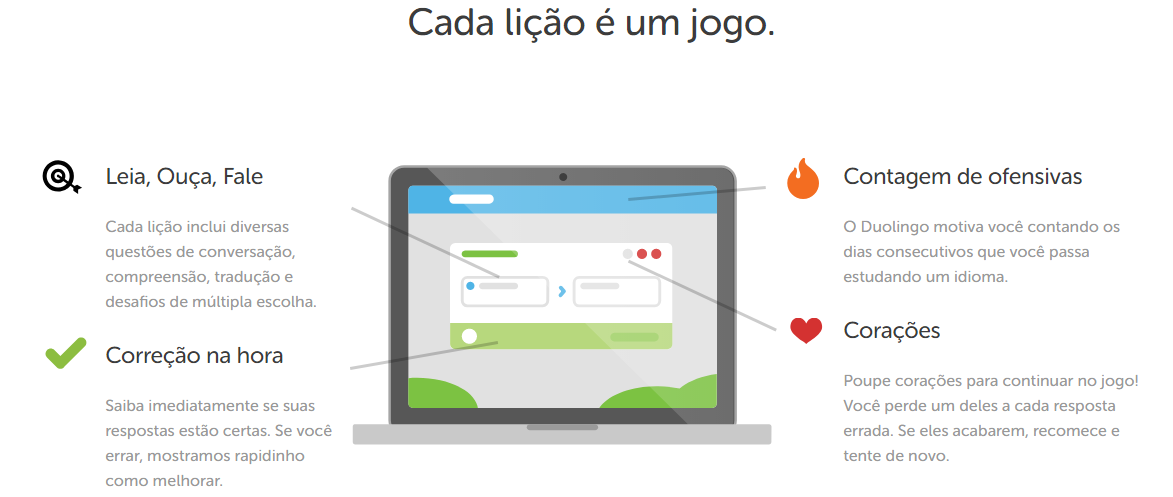 Cada lição é um jogo.
Leia, Ouça, Fale
Cada lição inclui diversas
questões de conversação,
compreensão, tradução e
desafios de múltipla escolha.
Correção na hora
Saiba imediatamente se suas
respostas estão certas. Se você
errar, mostramos rapidinho
como melhorar.
Contagem de ofensivas
O Duolingo motiva você contando os
dias consecutivos que você passa
estudando um idioma.
Corações
Poupe corações para continuar no jogo!
Você perde um deles a cada resposta
errada. Se eles acabarem, recomece e
tente de novo.